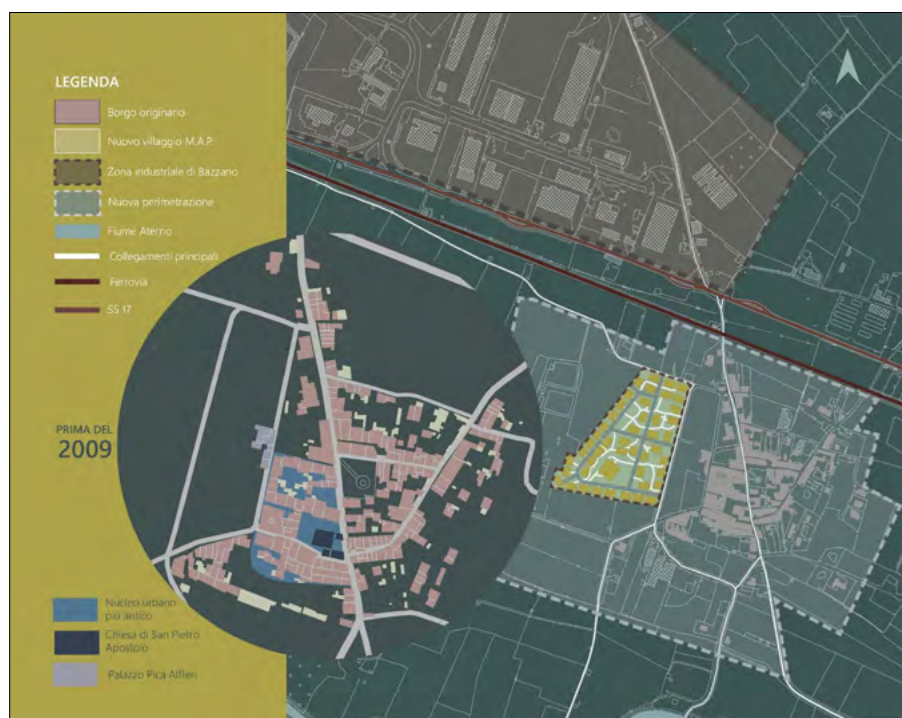 LEGENDA
Borgo originario
Nuovo villaggio M.A.P.
Zona industriale di Bazzano
Nuova perimetrazione
Fiume Aterno
Collegamenti principali
Ferrovia
SS 17
PRIMA DEL
2009
Nucleo urbano
più antico
Chiesa di San Pietro
Apostolo
Palazzo Pica Alfieri